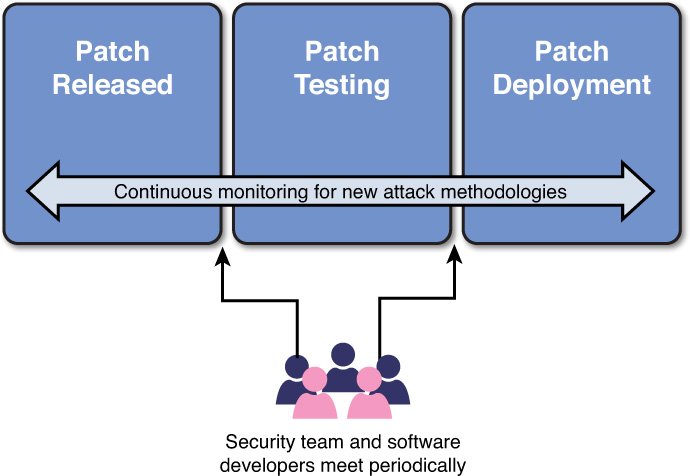 Patch
Released
Patch
Testing
Patch
Deployment
Continuous monitoring for new attack methodologies
Security team and software
developers meet periodically